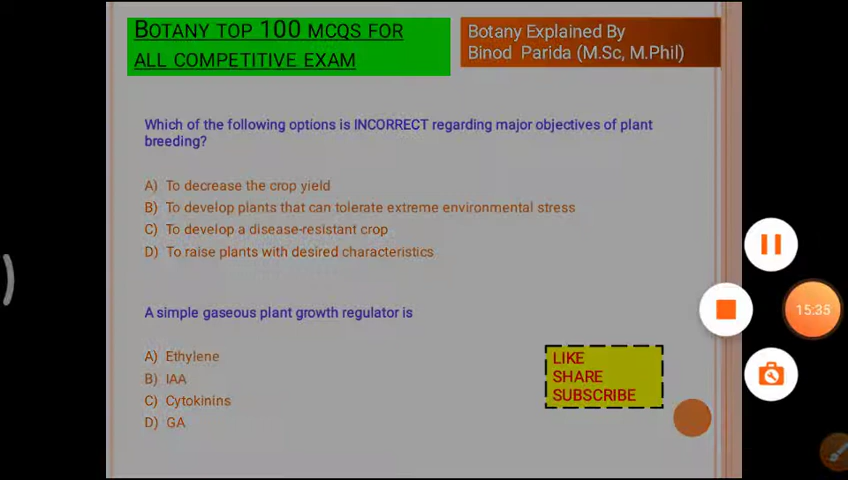 BOTANY TOP 100 MCQS FOR
ALL COMPETITIVE EXAM
Botany Explained By
Binod Parida (M.Sc, M.Phil)
Which of the following options is INCORRECT regarding major objectives of plant
breeding?
A) To decrease the crop yield
B) To develop plants that can tolerate extreme environmental stress
C) To develop a disease-resistant crop
D) To raise plants with desired characteristics
A simple gaseous plant growth regulator is
A) Ethylene
B) IAA
C) Cytokinins
D) GA
LIKE
SHARE
SUBSCRIBE
15:35